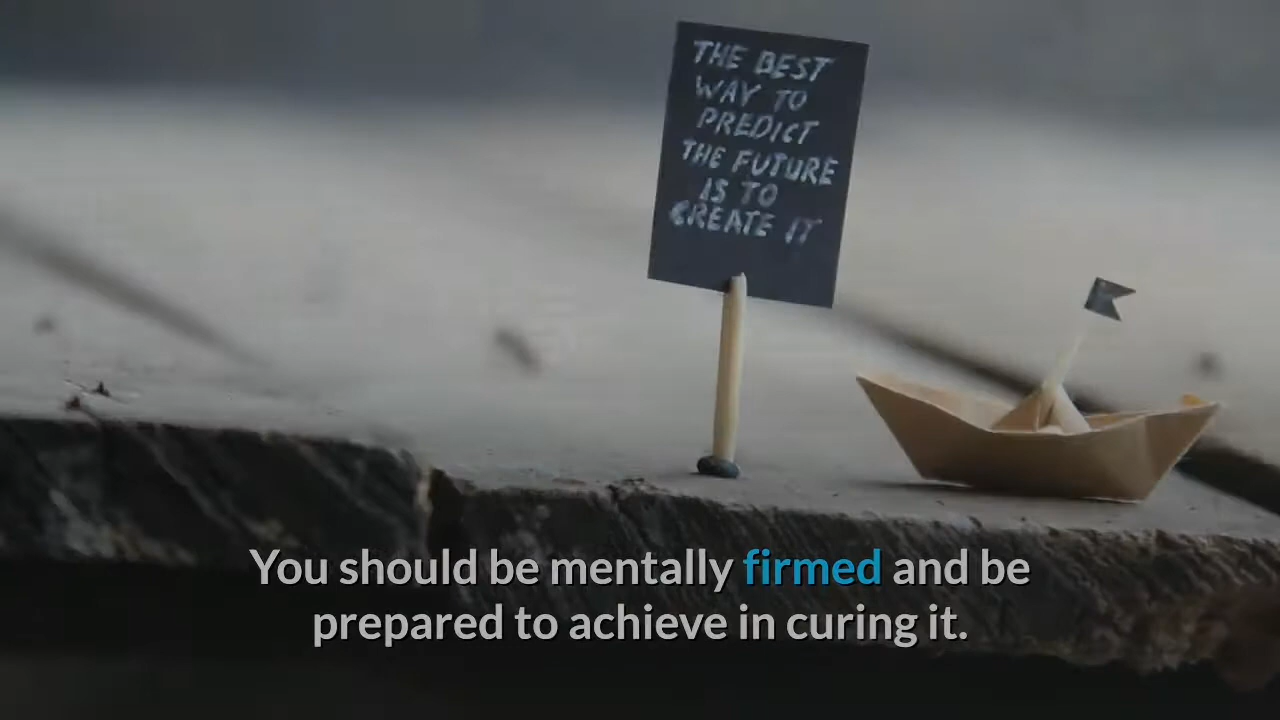 THE BEST
WAY TO
PREDICT
THE FUTURE
IS TO
CREATE IT
You should be mentally firmed and be
prepared to achieve in curing it.